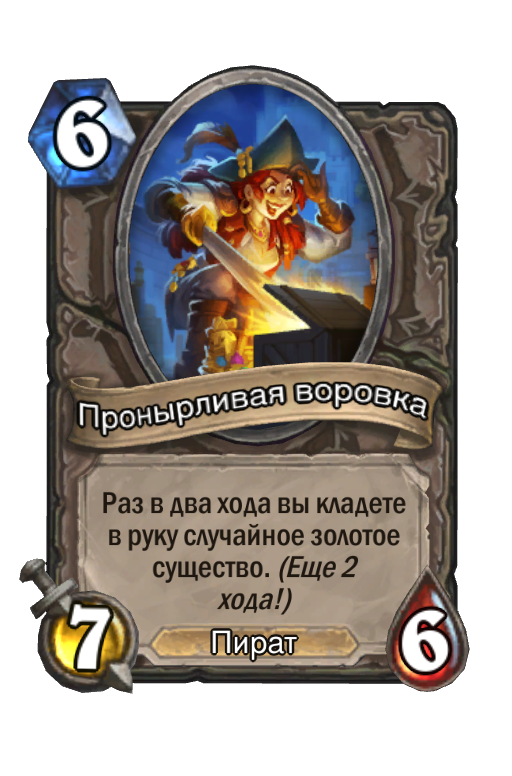 6
Пронырливая воровка
Раз в два хода вы кладете
в руку случайное золотое
существо. (Еще 2
хода!)
7
Пират
6